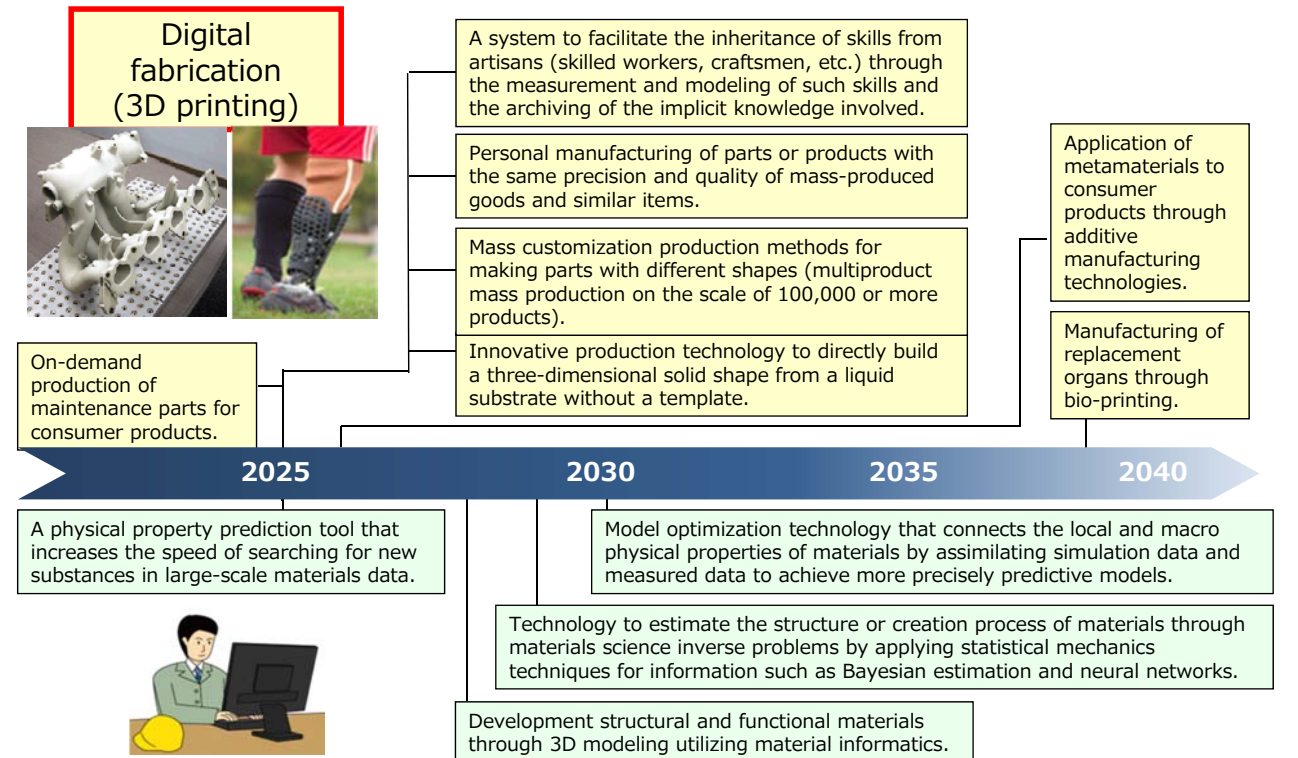 Digital
fabrication
(3D printing)
A system to facilitate the inheritance of skills from
artisans (skilled workers, craftsmen, etc.) through
the measurement and modeling of such skills and
the archiving of the implicit knowledge involved.
Personal manufacturing of parts or products with
the same precision and quality of mass-produced
goods and similar items.
Mass customization production methods for
making parts with different shapes (multiproduct
mass production on the scale of 100,000 or more
products).
Innovative production technology to directly build
a three-dimensional solid shape from a liquid
substrate without a template.
Application of
metamaterials to
consumer
products through
additive
manufacturing
technologies.
Manufacturing of
replacement
organs through
bio-printing.
On-demand
production of
maintenance parts for
consumer products.
2025 2030 2035 2040
A physical property prediction tool that
increases the speed of searching for new
substances in large-scale materials data.
Model optimization technology that connects the local and macro
physical properties of materials by assimilating simulation data and
measured data to achieve more precisely predictive models.
Technology to estimate the structure or creation process of materials through
materials science inverse problems by applying statistical mechanics
techniques for information such as Bayesian estimation and neural networks.
Development structural and functional materials
through 3D modeling utilizing material informatics.